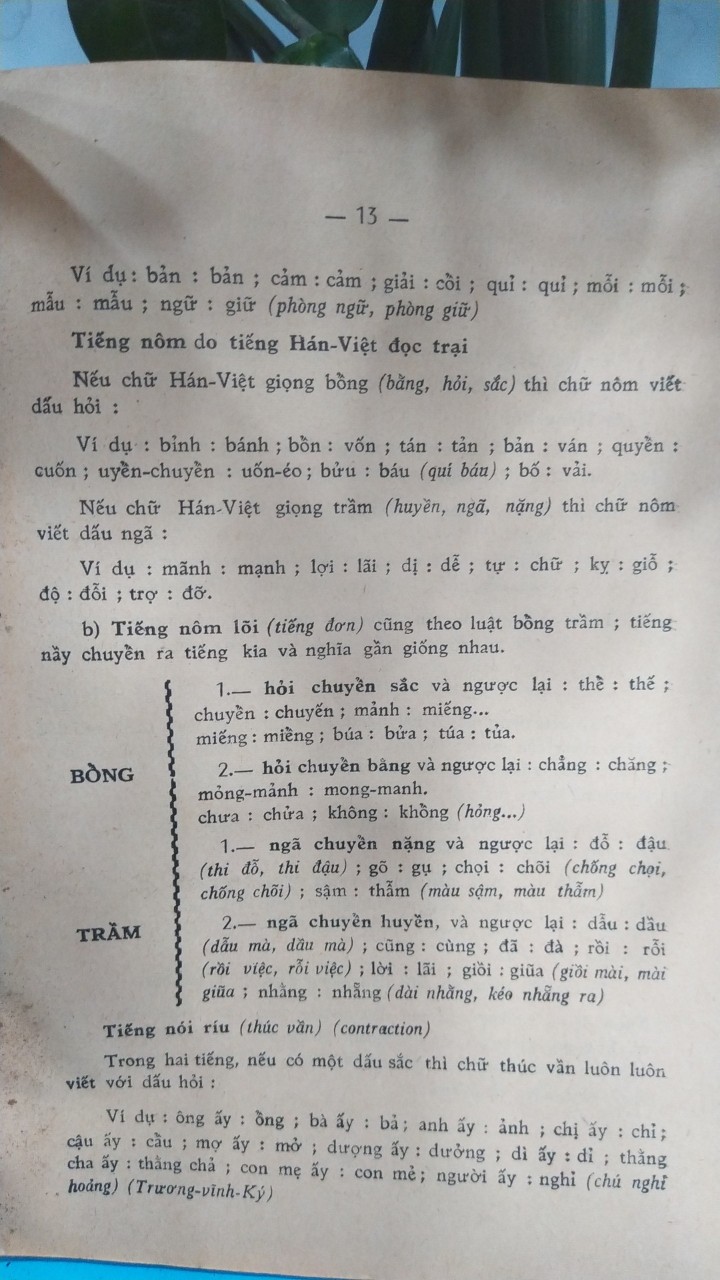 — 13 —
Ví dụ: bản : bản ; cảm : cảm ; giải : cồi ; quỉ : quỉ ; mỗi : mỗi ;
mẫu : mẫu ; ngữ : giữ (phòng ngữ, phòng giữ)
Tiếng nôm do tiếng Hán-Việt đọc trại
Nếu chữ Hán-Việt giọng bồng (bằng, hỏi, sắc) thì chữ nôm viết
dấu hỏi :
Ví dụ : bỉnh : bánh ; bồn : vốn ; tán : tản ; bản : ván ; quyền :
cuốn ; uyền-chuyền : uốn-éo ; bửu : báu (quí báu) ; bố : vải.
Nếu chữ Hán-Việt giọng trầm (huyền, ngã, nặng) thì chữ nôm
viết dấu ngã :
Ví dụ : mãnh : mạnh ; lợi : lãi ; dị : dễ ; tự : chữ ; kỵ : giỗ ;
độ : đỗi ; trợ : đỡ.
b) Tiếng nôm lõi (tiếng đơn) cũng theo luật bồng trầm ; tiếng
nầy chuyền ra tiếng kia và nghĩa gần giống nhau.
1.— hỏi chuyền sắc và ngược lại : thề : thế ;
chuyền : chuyến ; mảnh : miếng...
miếng : miềng ; búa : bửa ; túa : tủa.
BỒNG
2.— hỏi chuyền bằng và ngược lại : chẳng : chăng ;
mỏng-mảnh : mong-manh.
chưa : chửa ; không : khồng (hỏng...)
1.— ngã chuyền nặng và ngược lại : đỗ : đậu
(thi đỗ, thi đậu) ; gõ : gụ ; chọi : chõi (chống chọi,
chống chõi) ; sậm : thẫm (màu sậm, màu thẫm)
TRẦM
2.— ngã chuyền huyền, và ngược lại : dẫu : dầu
(dẫu mà, dầu mà) ; cũng : cùng ; đã : đà ; rồi : rỗi
(rồi việc, rỗi việc) ; lời : lãi ; giồi : giũa (giồi mài, mài
giũa ; nhằng : nhẵng (dài nhằng, kéo nhẵng ra)
Tiếng nói ríu (thúc vần) (contraction)
Trong hai tiếng, nếu có một dấu sắc thì chữ thúc vần luôn luôn
viết với dấu hỏi :
Ví dụ : ông ấy : ồng ; bà ấy : bả ; anh ấy : ảnh ; chị ấy : chỉ ;
cậu ấy : cầu ; mợ ấy : mở ; dượng ấy : dưởng ; dì ấy : dỉ ; thằng
cha ấy : thằng chả ; con mẹ ấy : con mẻ ; người ấy : nghỉ (chú nghỉ
hoảng) (Trương-vĩnh-Ký)